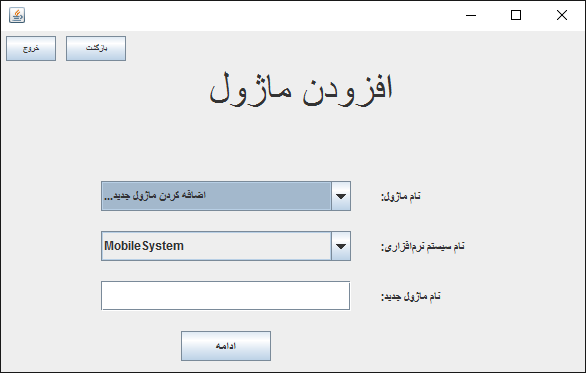 بازگشت
خروج
افزودن ماژول
نام ماژول:
اضافه کردن ماژول جدید...
نام سیستم نرم‌افزاری:
MobileSystem
نام ماژول جدید:
ادامه